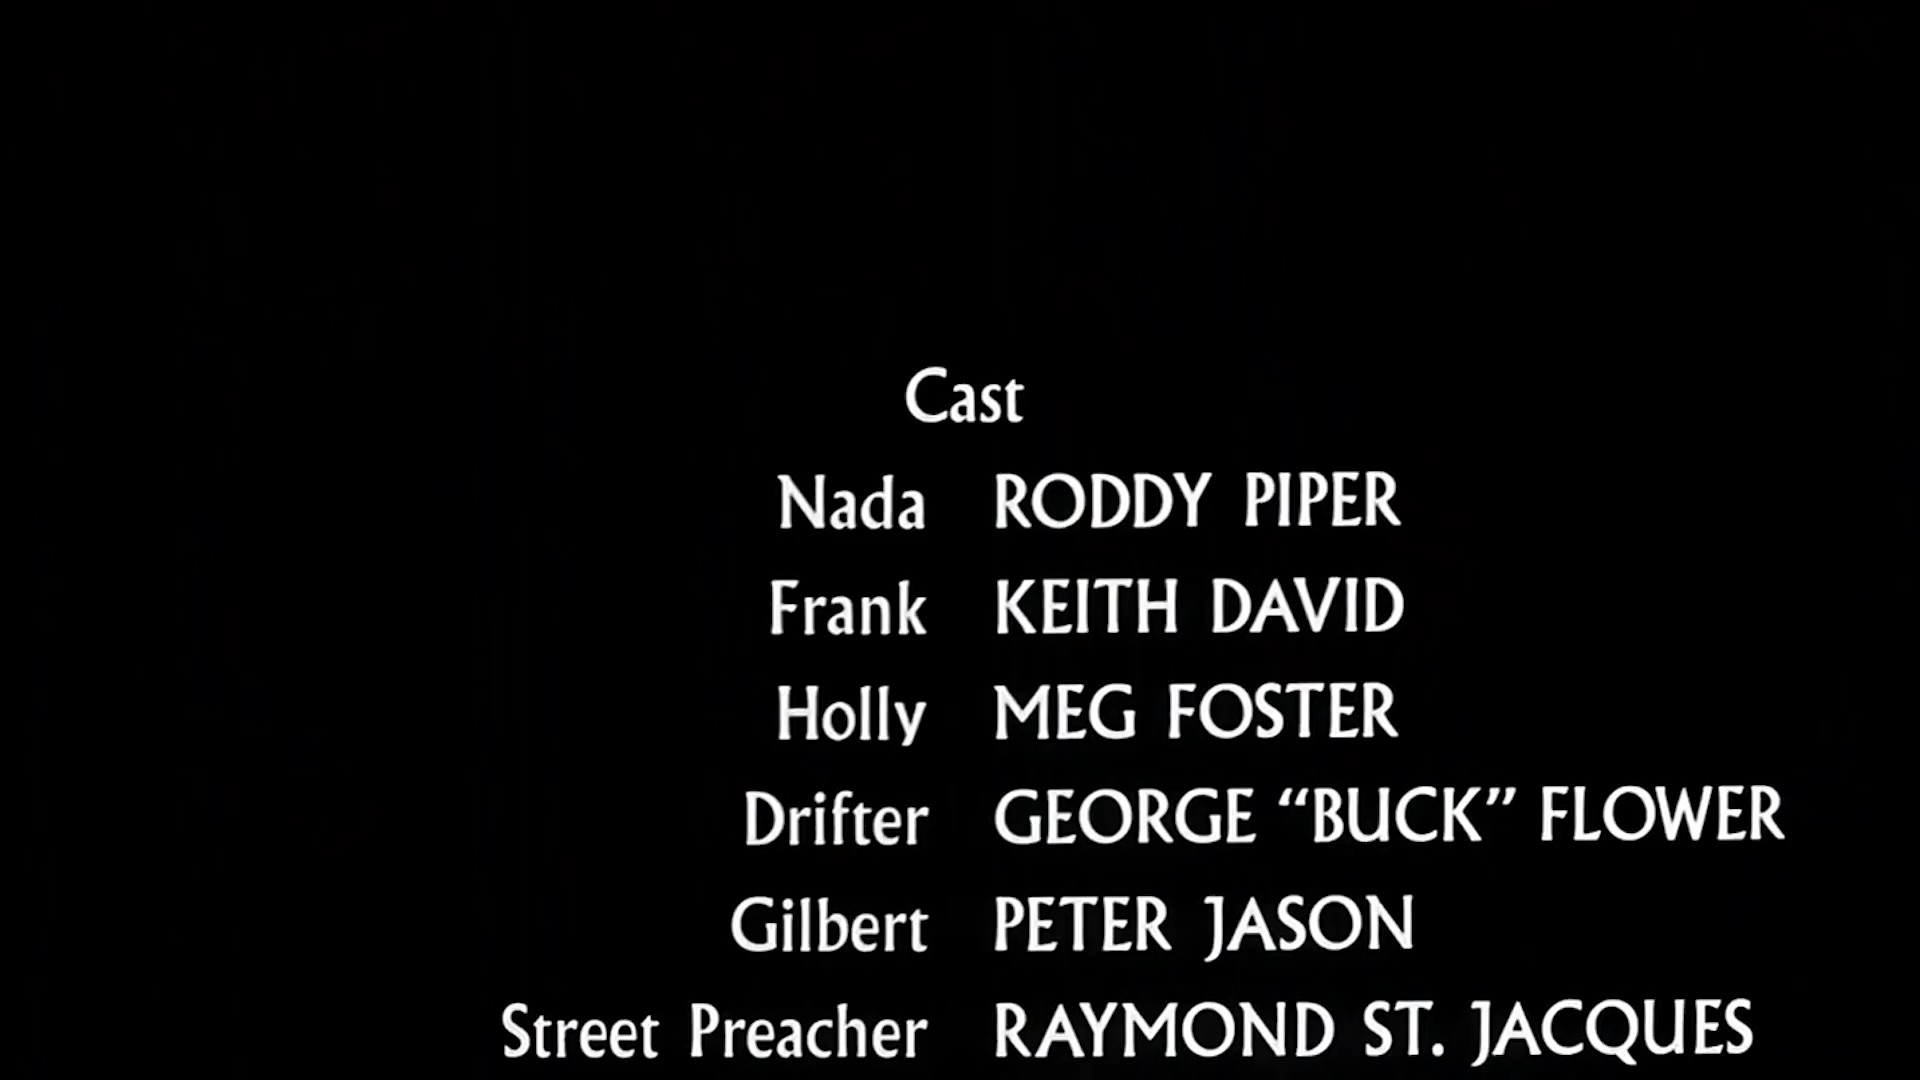 Cast
Nada RODDY PIPER
Frank KEITH DAVID
Holly MEG FOSTER
Drifter GEORGE “BUCK” FLOWER
Gilbert PETER JASON
Street Preacher RAYMOND ST. JACQUES